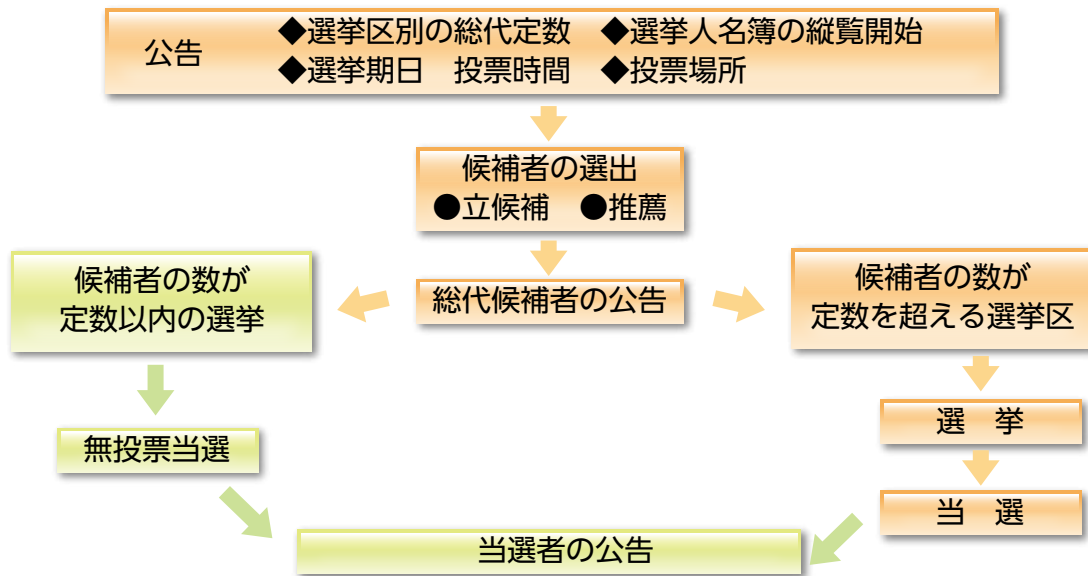 公告
◆選挙区別の総代定数　◆選挙人名簿の縦覧開始
◆選挙期日　投票時間　◆投票場所
候補者の選出
●立候補　●推薦
総代候補者の公告
候補者の数が
定数以内の選挙
候補者の数が
定数を超える選挙区
無投票当選
選　挙
当　選
当選者の公告